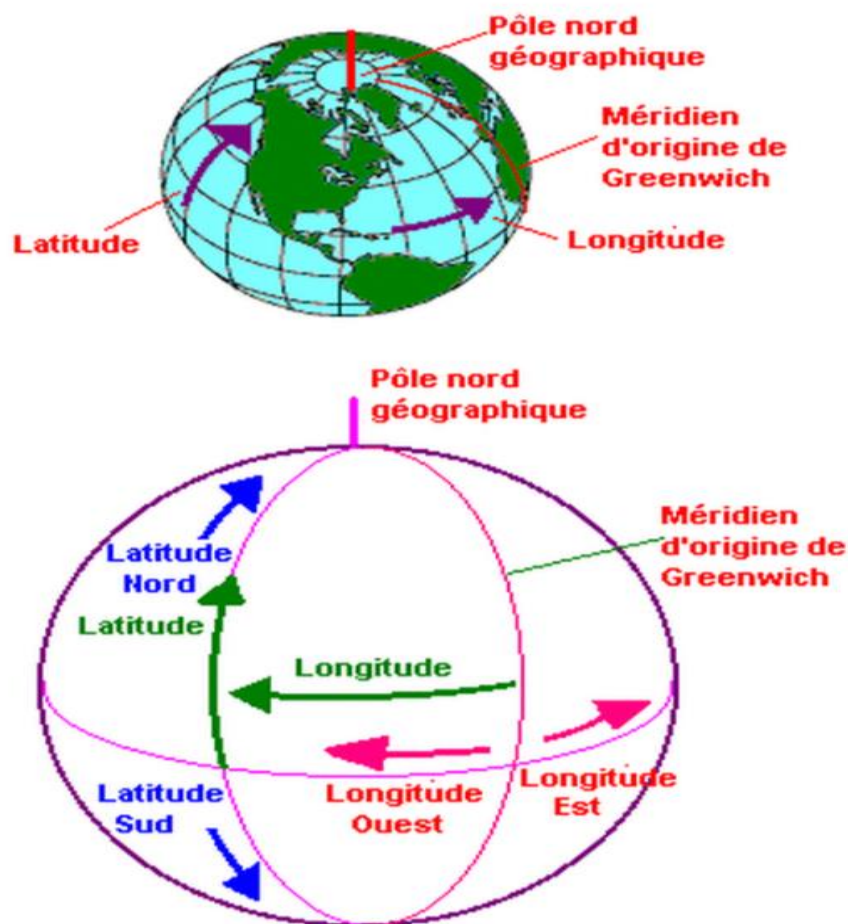 Pôle nord
géographique
Méridien
d'origine de
Greenwich
Latitude
Longitude
Pôle nord
géographique
Méridien
d'origine de
Greenwich
Latitude
Nord
Latitude
Longitude
Latitude
Sud
Longitude
Ouest
Longitude
Est